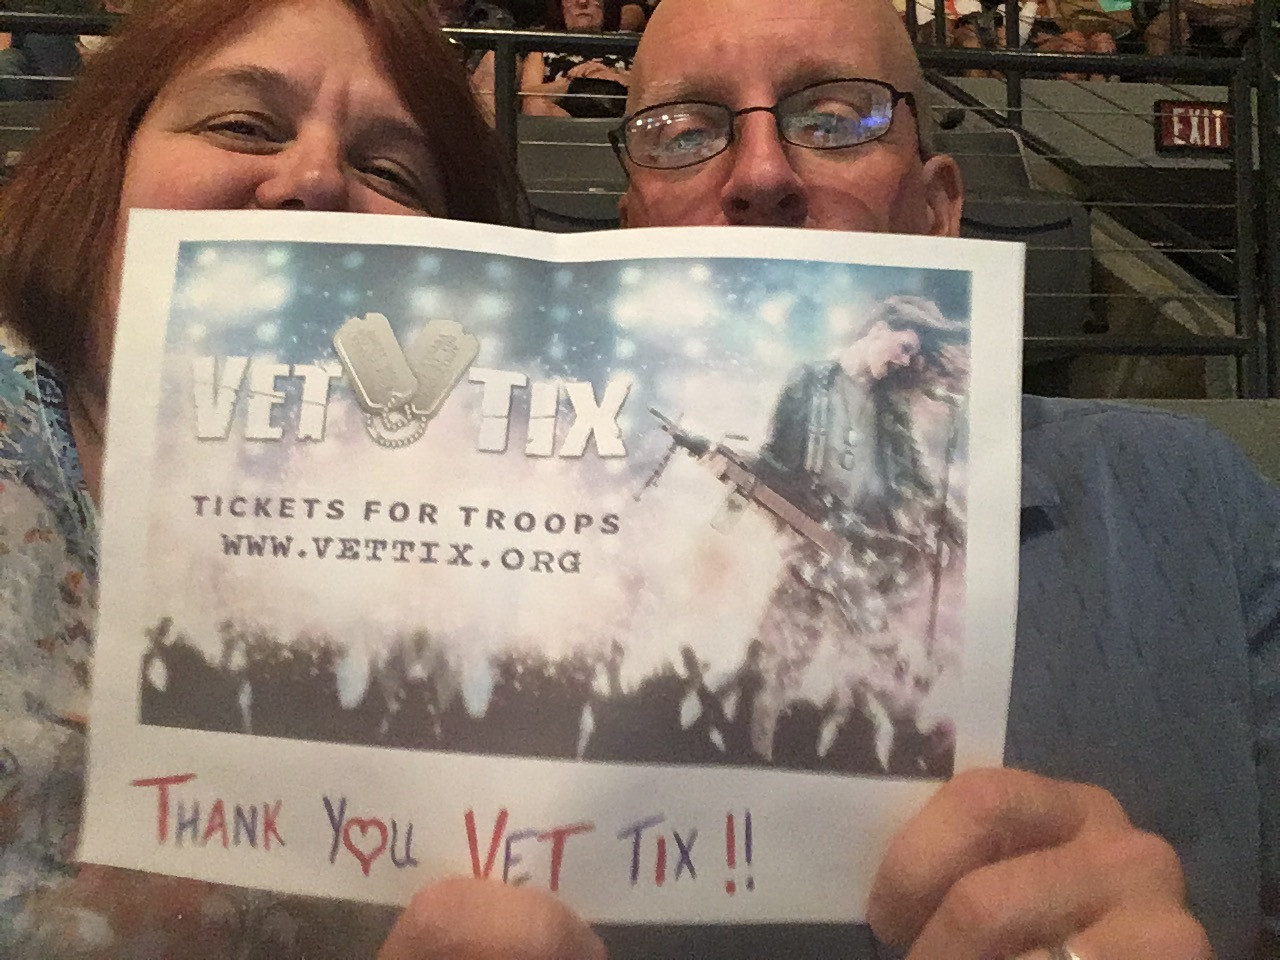 EXIT
VET TIX
TICKETS FOR TROOPS
WWW.VETTIX.ORG
THANK YOU VET TIX !!